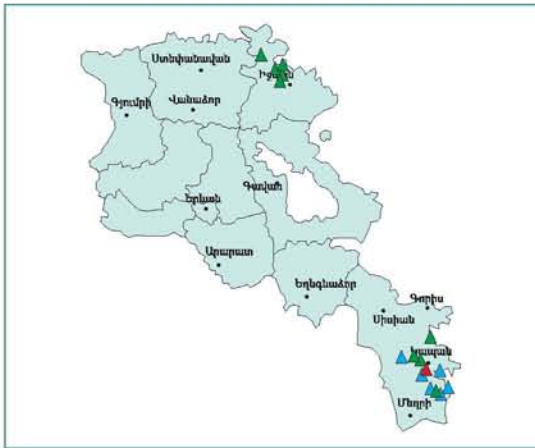 Ստեփանավան
Իջևան
Գյումրի
Վանաձոր
Գավառ
Երևան
Արարատ
Եղեգնաձոր
Գորիս
Սիսիան
Կապան
Մեղրի